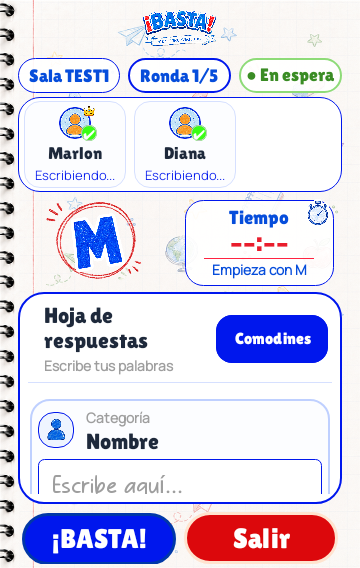 ¡BASTA!
Sala TEST1
Ronda 1/5
En espera
Marlon
Diana
Escribiendo...
Escribiendo...
M
Tiempo
--:--
Empieza con M
Hoja de
respuestas
Escribe tus palabras
Comodines
Categoría
Nombre
Escribe aquí...
¡BASTA!
Salir